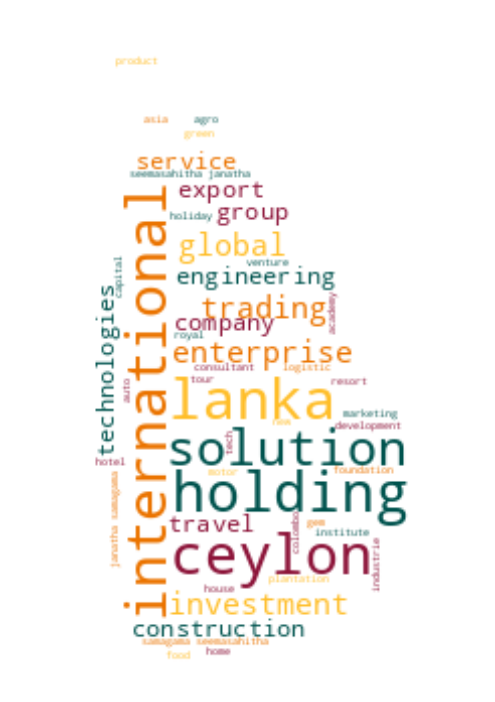 product
asia agro
green
service
seemasahitha janatha
export
holiday group
global
venture
capital
engineering
international
technologies
trading
academy
company
royal
enterprise
consultant logistic
tour resort
auto
lanka
marketing
new
development
tech
solution
hotel
motor foundation
janatha samagama
holding
travel
colombo
gem
institute
ceylon
industrie
plantation
house
investment
construction
samagama seemasahitha
food home